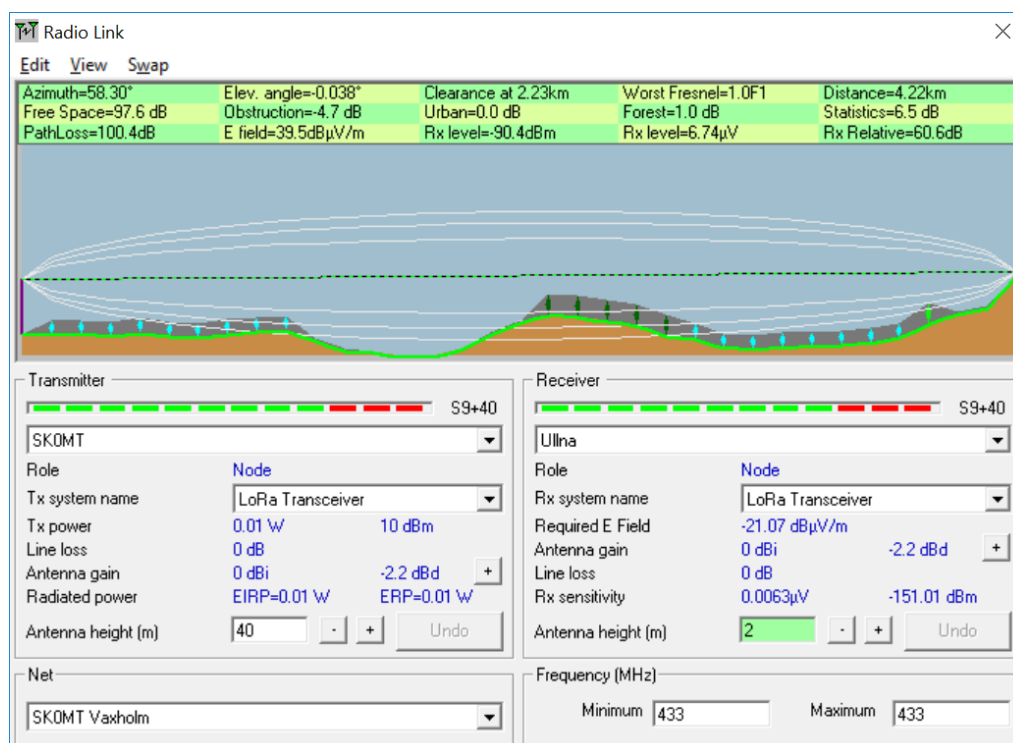 Radio Link
Edit View Swap
Azimuth=58.30° Elev. angle=-0.038° Clearance at 2.23km Worst Fresnel=1.0F1 Distance=4.22km
Free Space=97.6 dB Obstruction=-4.7 dB Urban=0.0 dB Forest=1.0 dB Statistics=6.5 dB
PathLoss=100.4dB E field=39.5dBµV/m Rx level=-90.4dBm Rx level=6.74µV Rx Relative=60.6dB
Transmitter
S9+40
SK0MT
Role Node
Tx system name LoRa Transceiver
Tx power 0.01 W 10 dBm
Line loss 0 dB
Antenna gain 0 dBi -2.2 dBd +
Radiated power EIRP=0.01 W ERP=0.01 W
Antenna height (m) 40 - + Undo
Net
SK0MT Vaxholm
Receiver
S9+40
Ullna
Role Node
Rx system name LoRa Transceiver
Required E Field -21.07 dBµV/m
Antenna gain 0 dBi -2.2 dBd +
Line loss 0 dB
Rx sensitivity 0.0063µV -151.01 dBm
Antenna height (m) 2 - + Undo
Frequency (MHz)
Minimum 433 Maximum 433